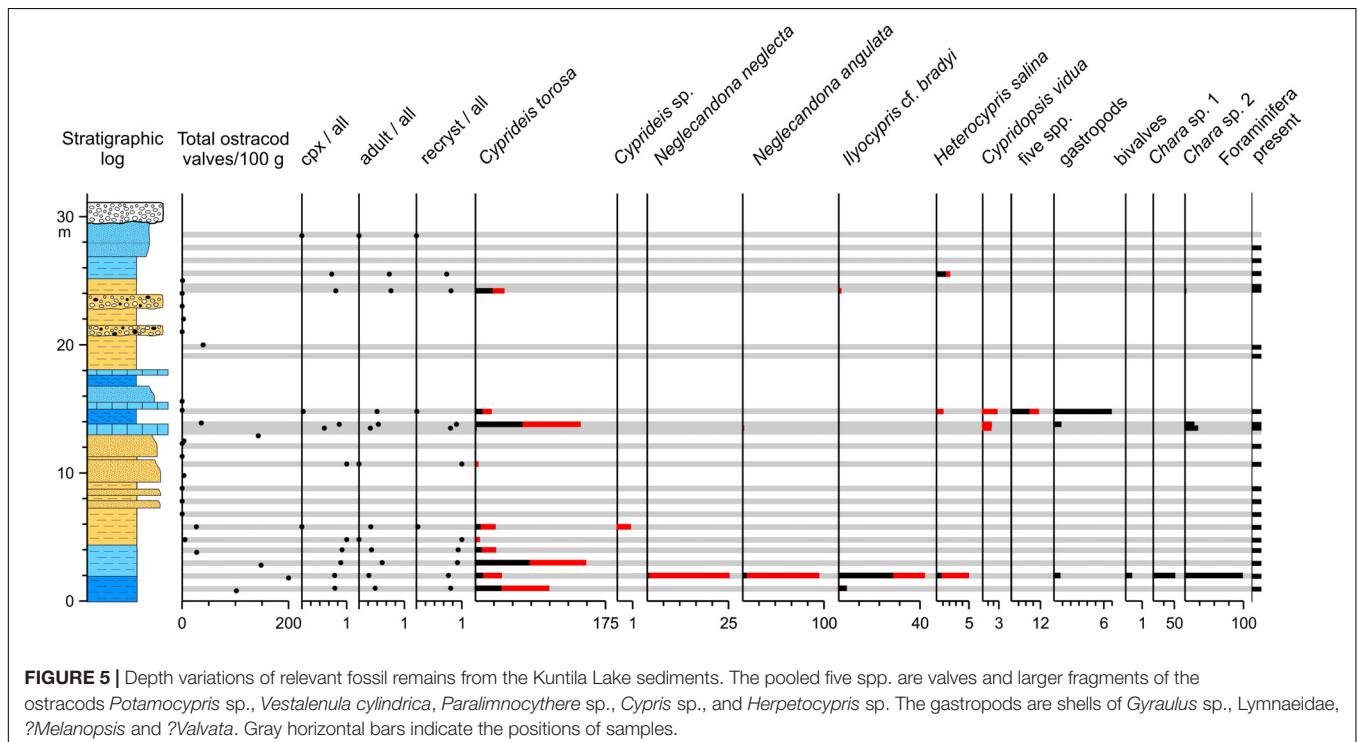 Stratigraphic
log
Total ostracod
valves/100 g
cpx / all
adult / all
recryst / all
Cyprideis torosa
Cyprideis sp.
Neglecandona neglecta
Neglecandona angulata
Ilyocypris cf. bradyi
Heterocypris salina
Cypridopsis vidua
five spp.
gastropods
bivalves
Chara sp. 1
Chara sp. 2
Foraminifera
present
30
m
20
10
0
0 200 1 1 1 175 1 25 100 40 5 3 12 6 1 50 100
FIGURE 5 | Depth variations of relevant fossil remains from the Kuntila Lake sediments. The pooled five spp. are valves and larger fragments of the
ostracods Potamocypris sp., Vestalenula cylindrica, Paralimnocythere sp., Cypris sp., and Herpetocypris sp. The gastropods are shells of Gyraulus sp., Lymnaeidae,
?Melanopsis and ?Valvata. Gray horizontal bars indicate the positions of samples.